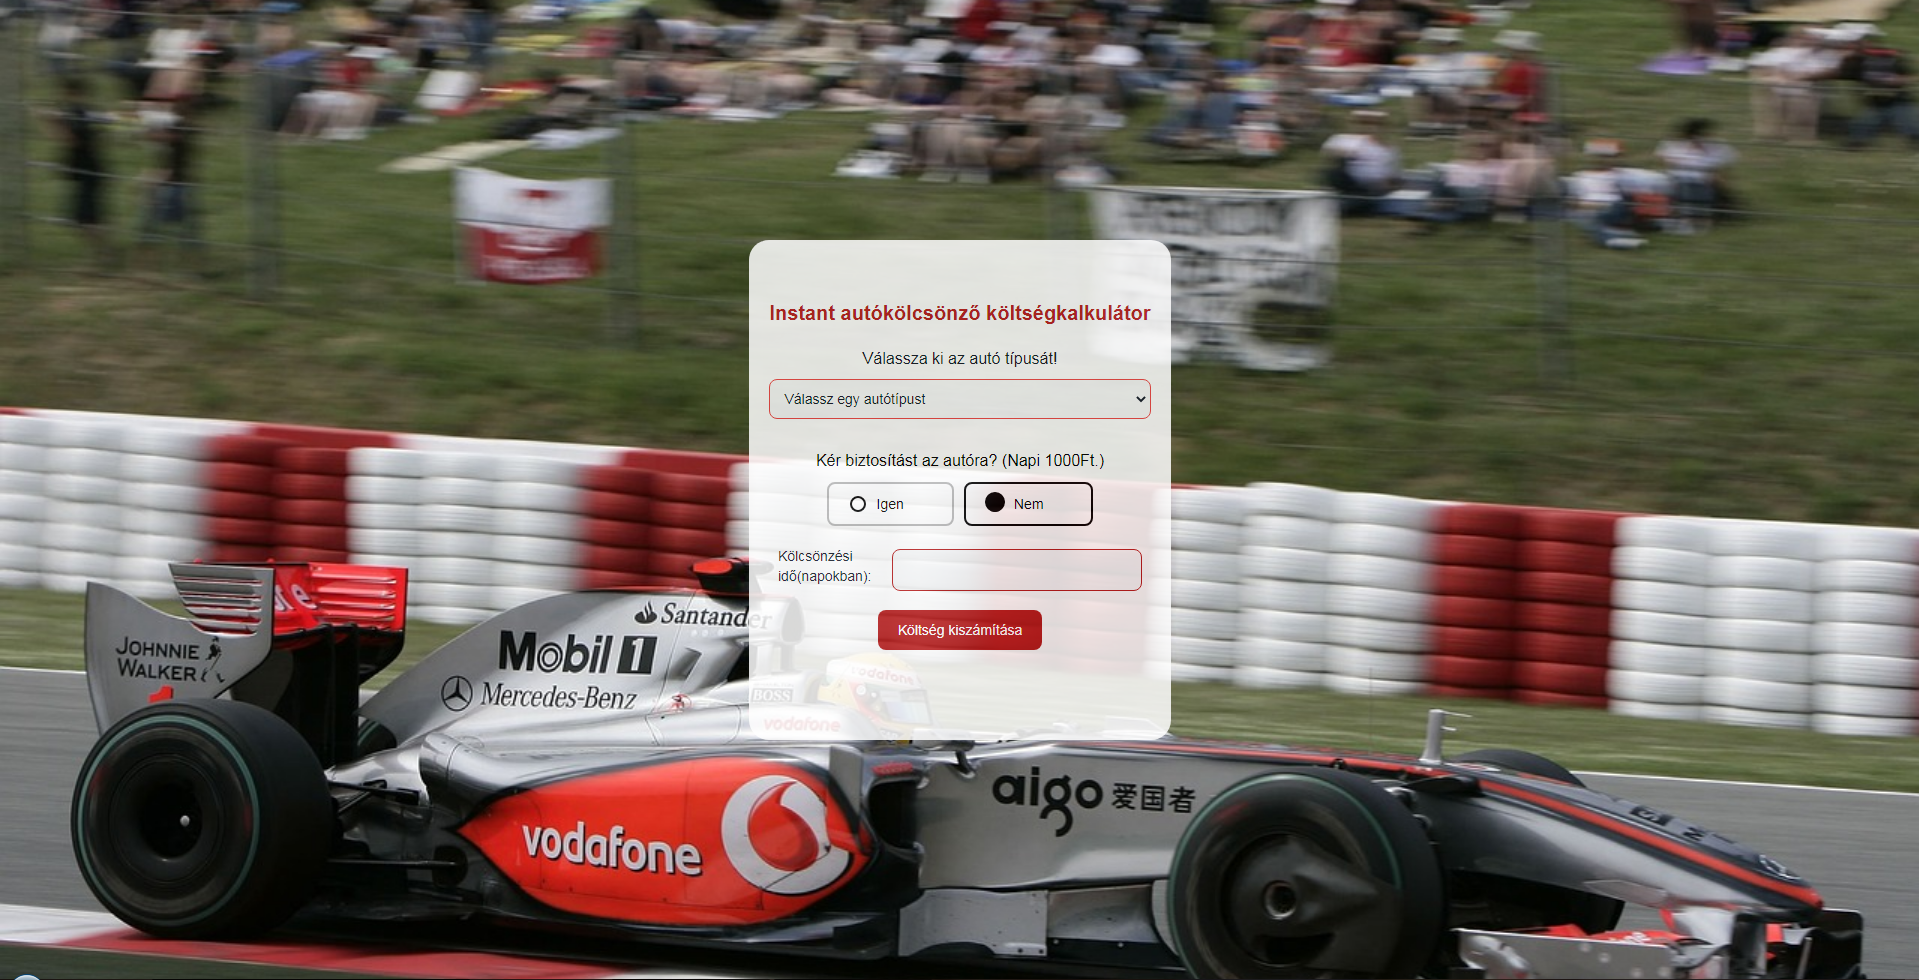 Instant autókölcsönző költségkalkulátor
Válassza ki az autó típusát!
Válassz egy autótípust
Kér biztosítást az autóra? (Napi 1000Ft.)
Igen
Nem
Kölcsönzési
idő(napokban):
Költség kiszámítása
Santander
Mobil 1
Mercedes-Benz
JOHNNIE
WALKER
1
vodafone
BOSS
vodafone
vodafone
aigo 爱国者